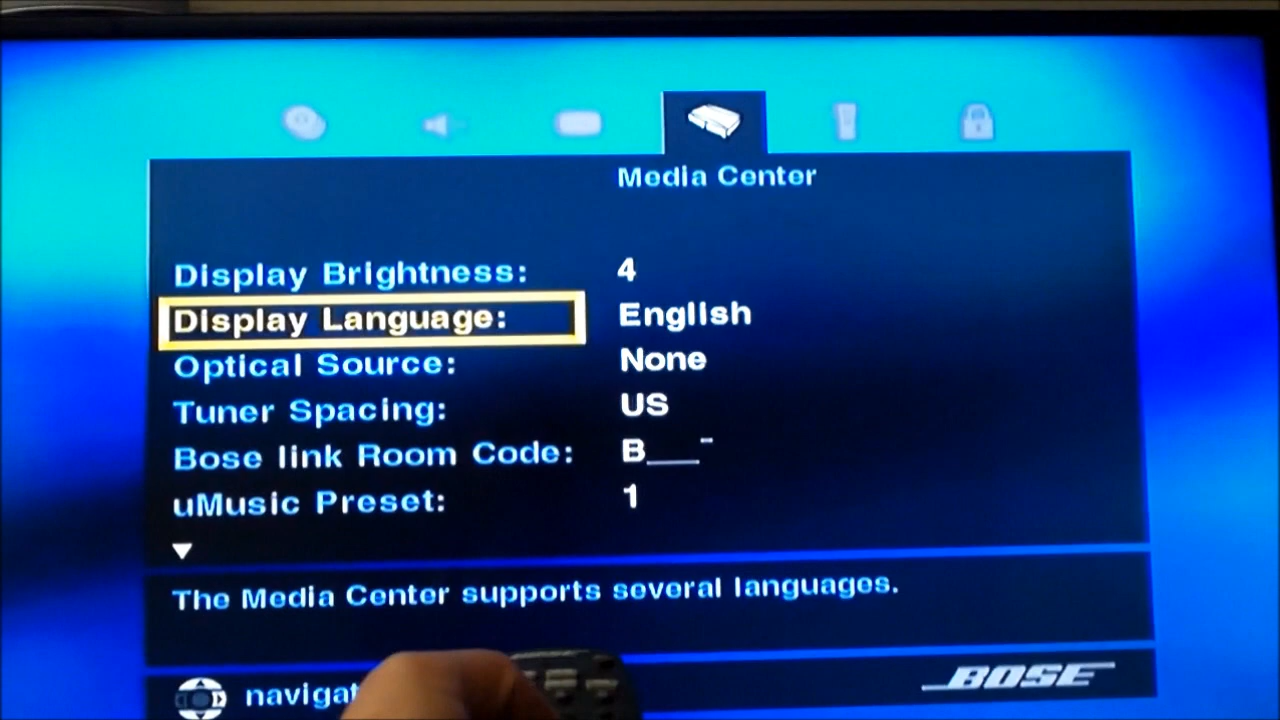 Media Center
Display Brightness: 4
Display Language: English
Optical Source: None
Tuner Spacing: US
Bose link Room Code: B___-
uMusic Preset: 1
The Media Center supports several languages.
BOSE